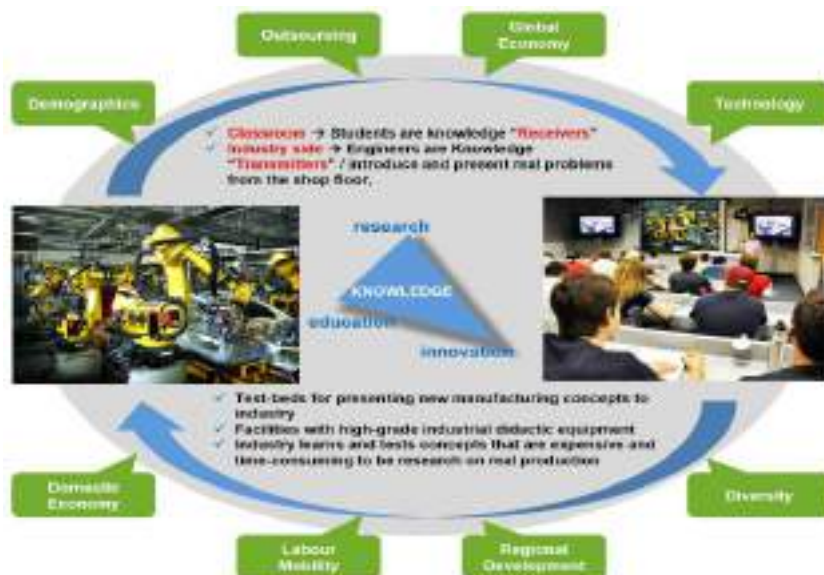 Outsourcing
Global
Economy
Demographics
Technology
✓ Classroom → Students are knowledge "Receivers"
✓ Industry side → Engineers are Knowledge
"Transmitters" / introduce and present real problems
from the shop floor.
research
KNOWLEDGE
education
innovation
✓ Test-beds for presenting new manufacturing concepts to
industry
✓ Facilities with high-grade industrial didactic equipment
✓ Industry learns and tests concepts that are expensive and
time-consuming to be research on real production
Domestic
Economy
Diversity
Labour
Mobility
Regional
Development